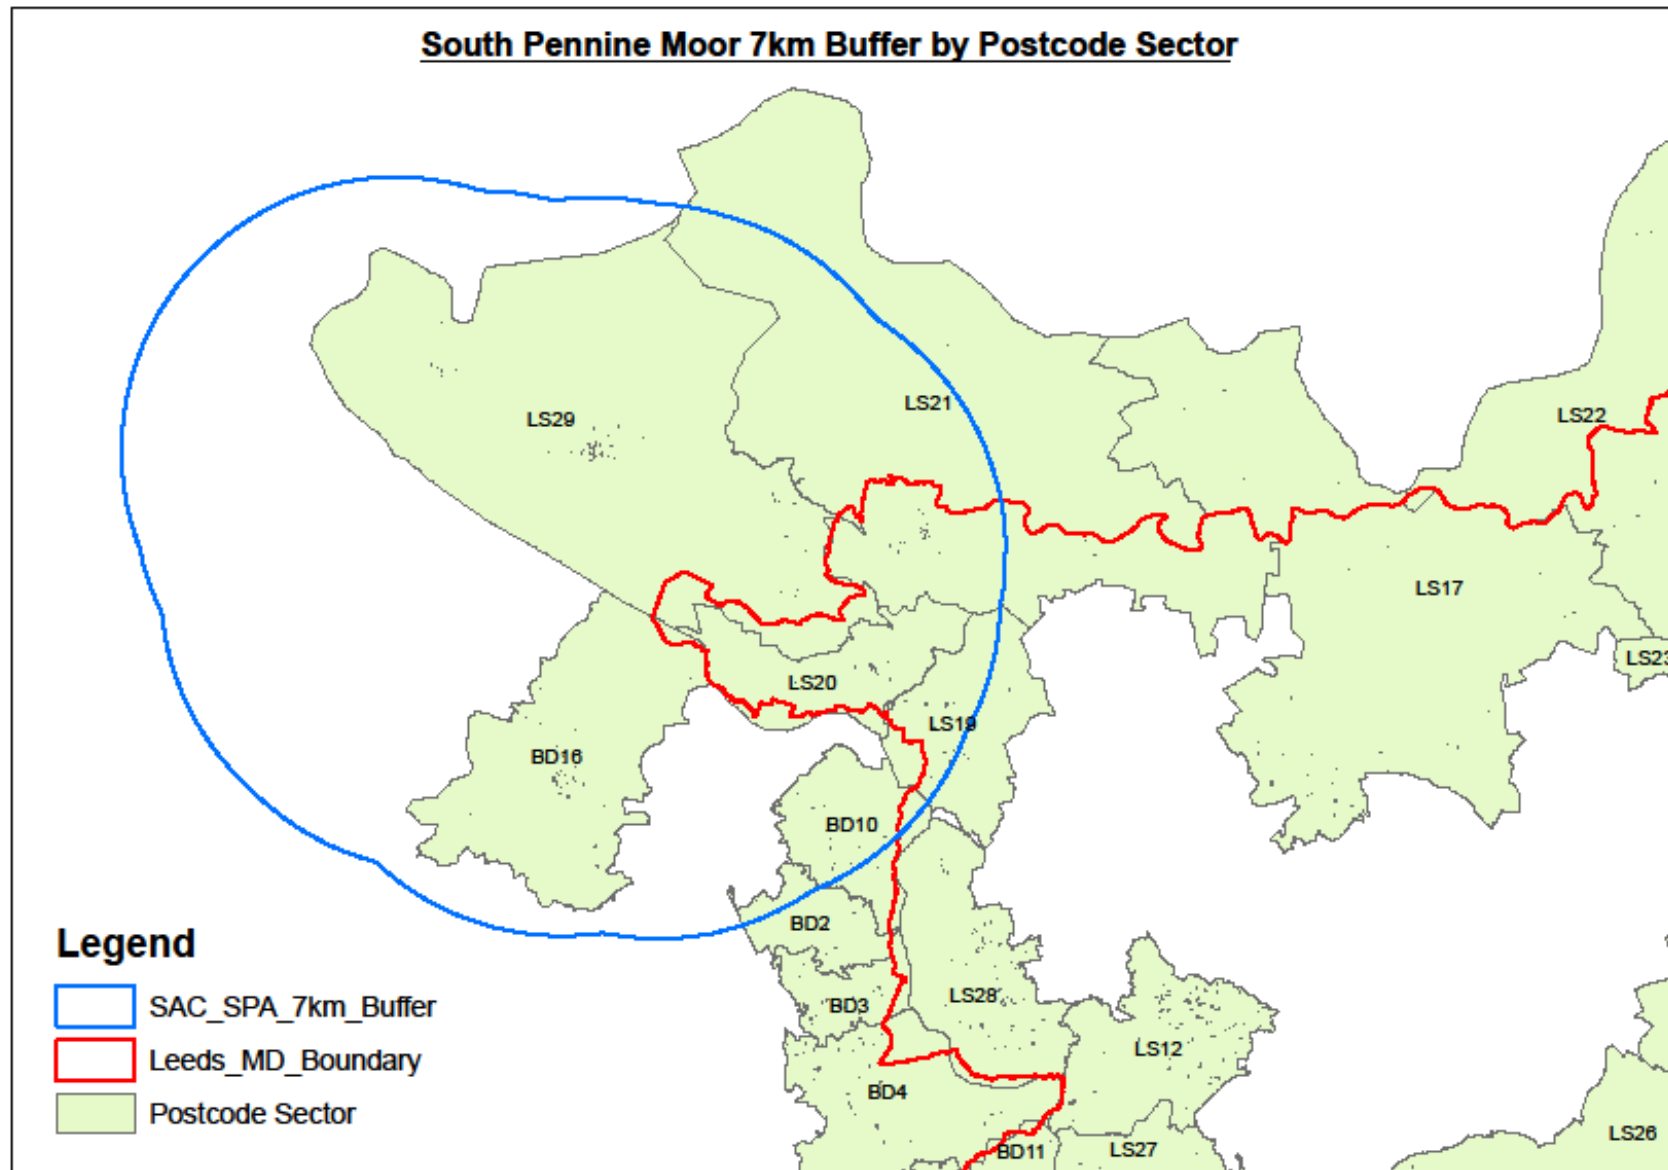 South Pennine Moor 7km Buffer by Postcode Sector
LS29
LS21
LS22
LS17
LS23
LS20
LS19
BD16
BD10
BD2
LS28
BD3
LS12
BD4
BD11
LS27
LS26
Legend
SAC_SPA_7km_Buffer
Leeds_MD_Boundary
Postcode Sector